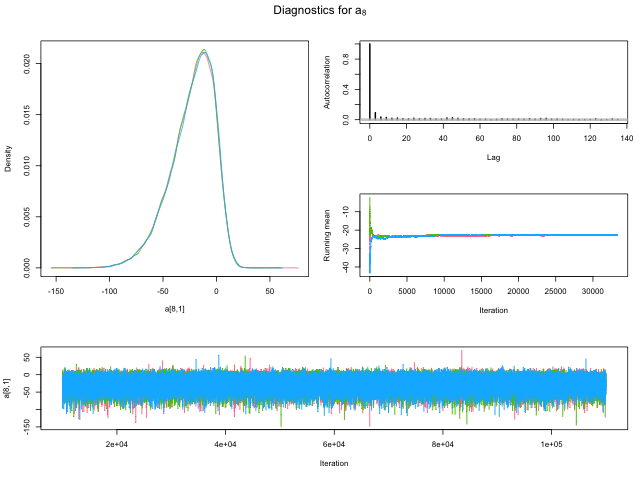 Diagnostics for a8
Density
0.000 0.005 0.010 0.015 0.020
-150 -100 -50 0 50
a[8,1]
Autocorrelation
0.0 0.4 0.8
0 20 40 60 80 100 120 140
Lag
Running mean
-40 -30 -20 -10
0 5000 10000 15000 20000 25000 30000
Iteration
a[8,1]
-150 -50 0 50
2e+04 4e+04 6e+04 8e+04 1e+05
Iteration